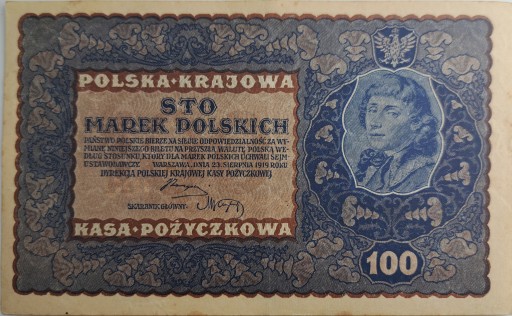 POLSKA·KRAJOWA
STO
MAREK POLSKICH
PAŃSTWO POLSKIE BIERZE NA SIEBIE ODPOWIEDZIALNOŚĆ ZA WY-
MIANĘ NINIEJSZEGO BILETU NA PRZYSZŁĄ WALUTĘ POLSKĄ WE-
DŁUG STOSUNKU, KTÓRY DLA MAREK POLSKICH UCHWALI SEJM
USTAWODAWCZY. WARSZAWA, DNIA 23. SIERPNIA 1919 ROKU
DYREKCJA POLSKIEJ KRAJOWEJ KASY POŻYCZKOWEJ
SKARBNIK GŁÓWNY
KASA·POŻYCZKOWA
100